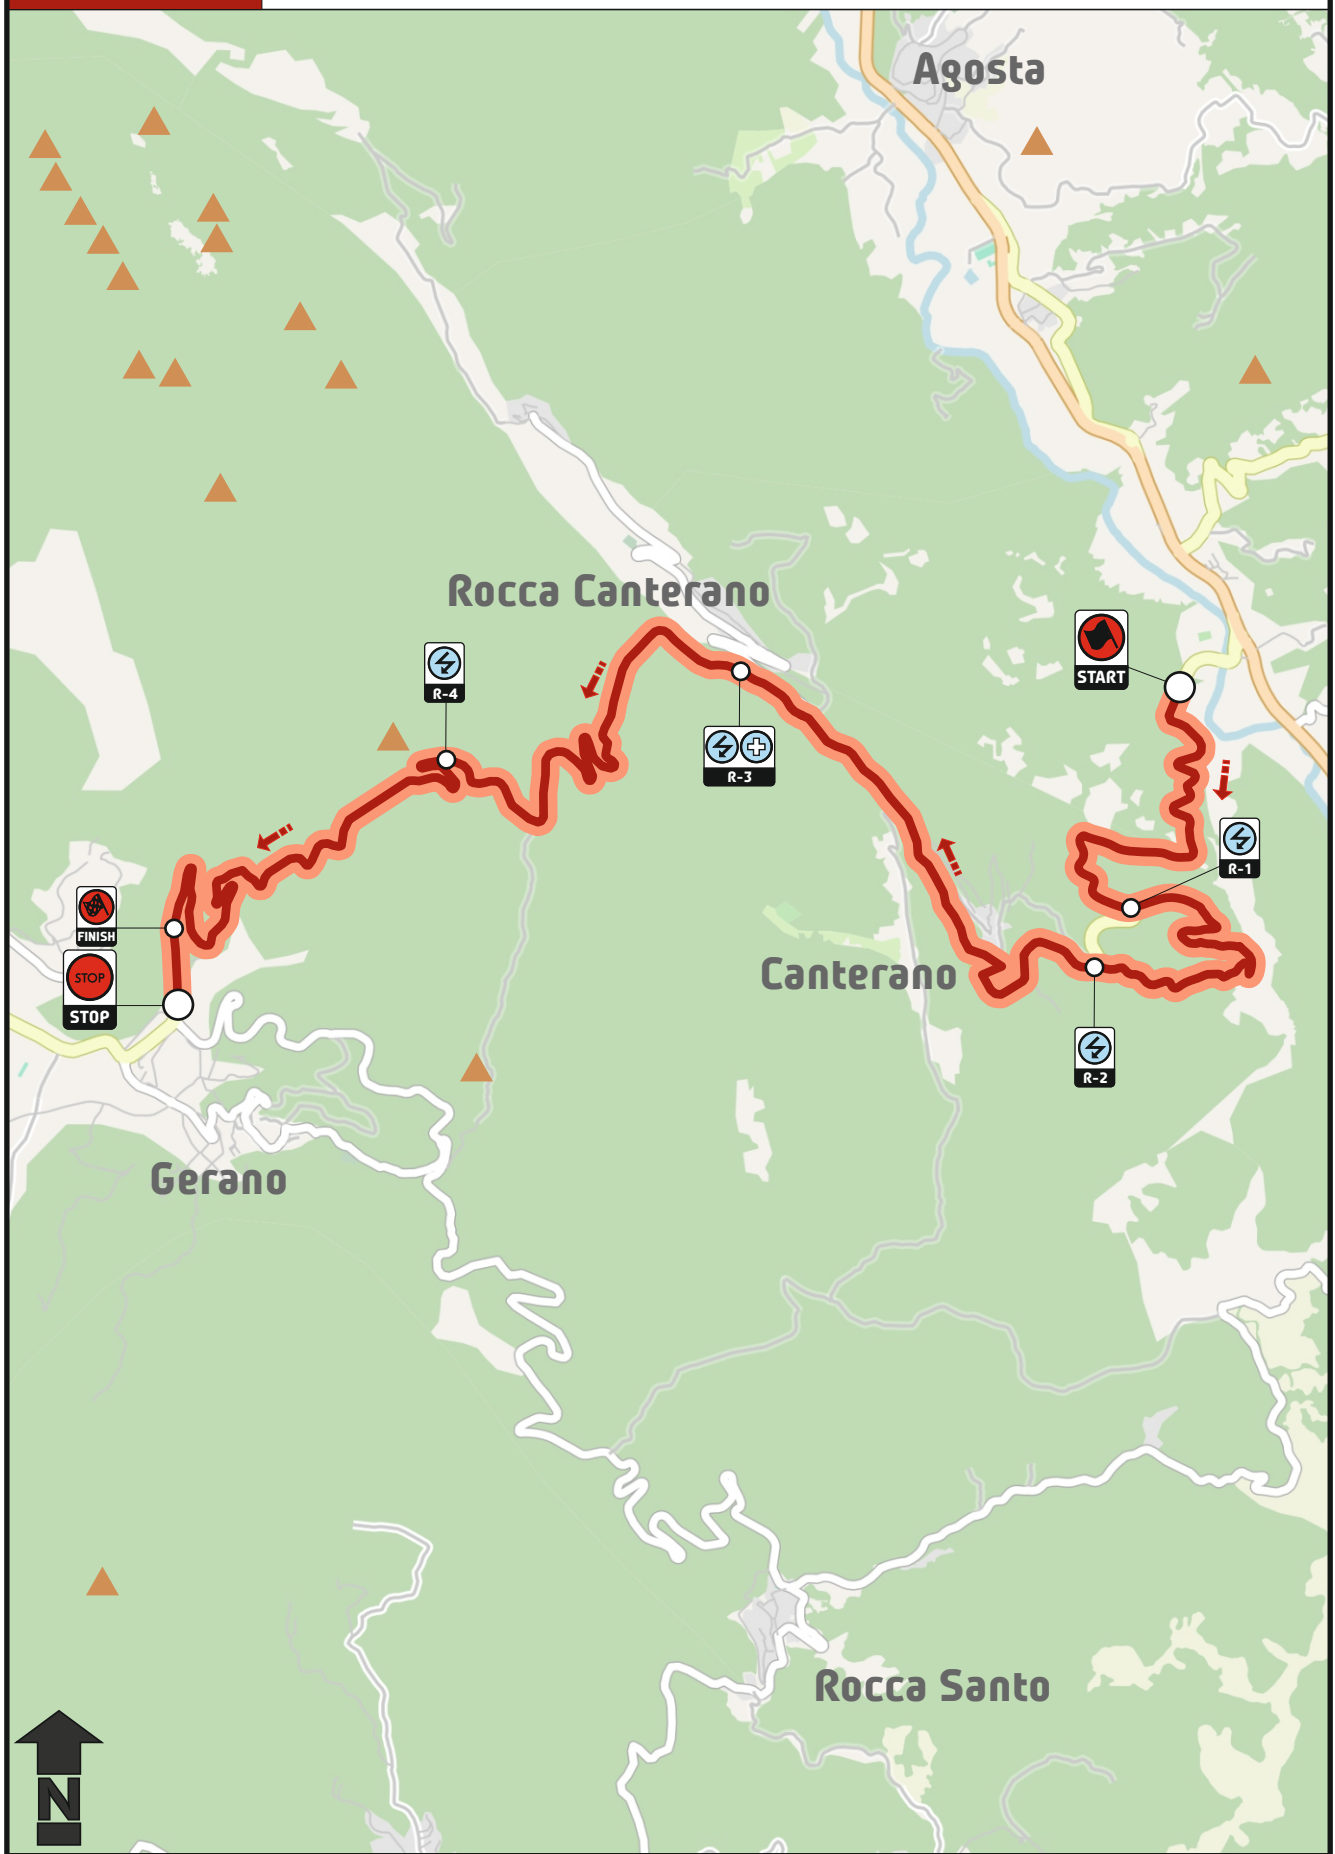 Agosta
Rocca Canterano
START
R-4
R-3
R-1
FINISH
STOP
STOP
Canterano
R-2
Gerano
Rocca Santo
N